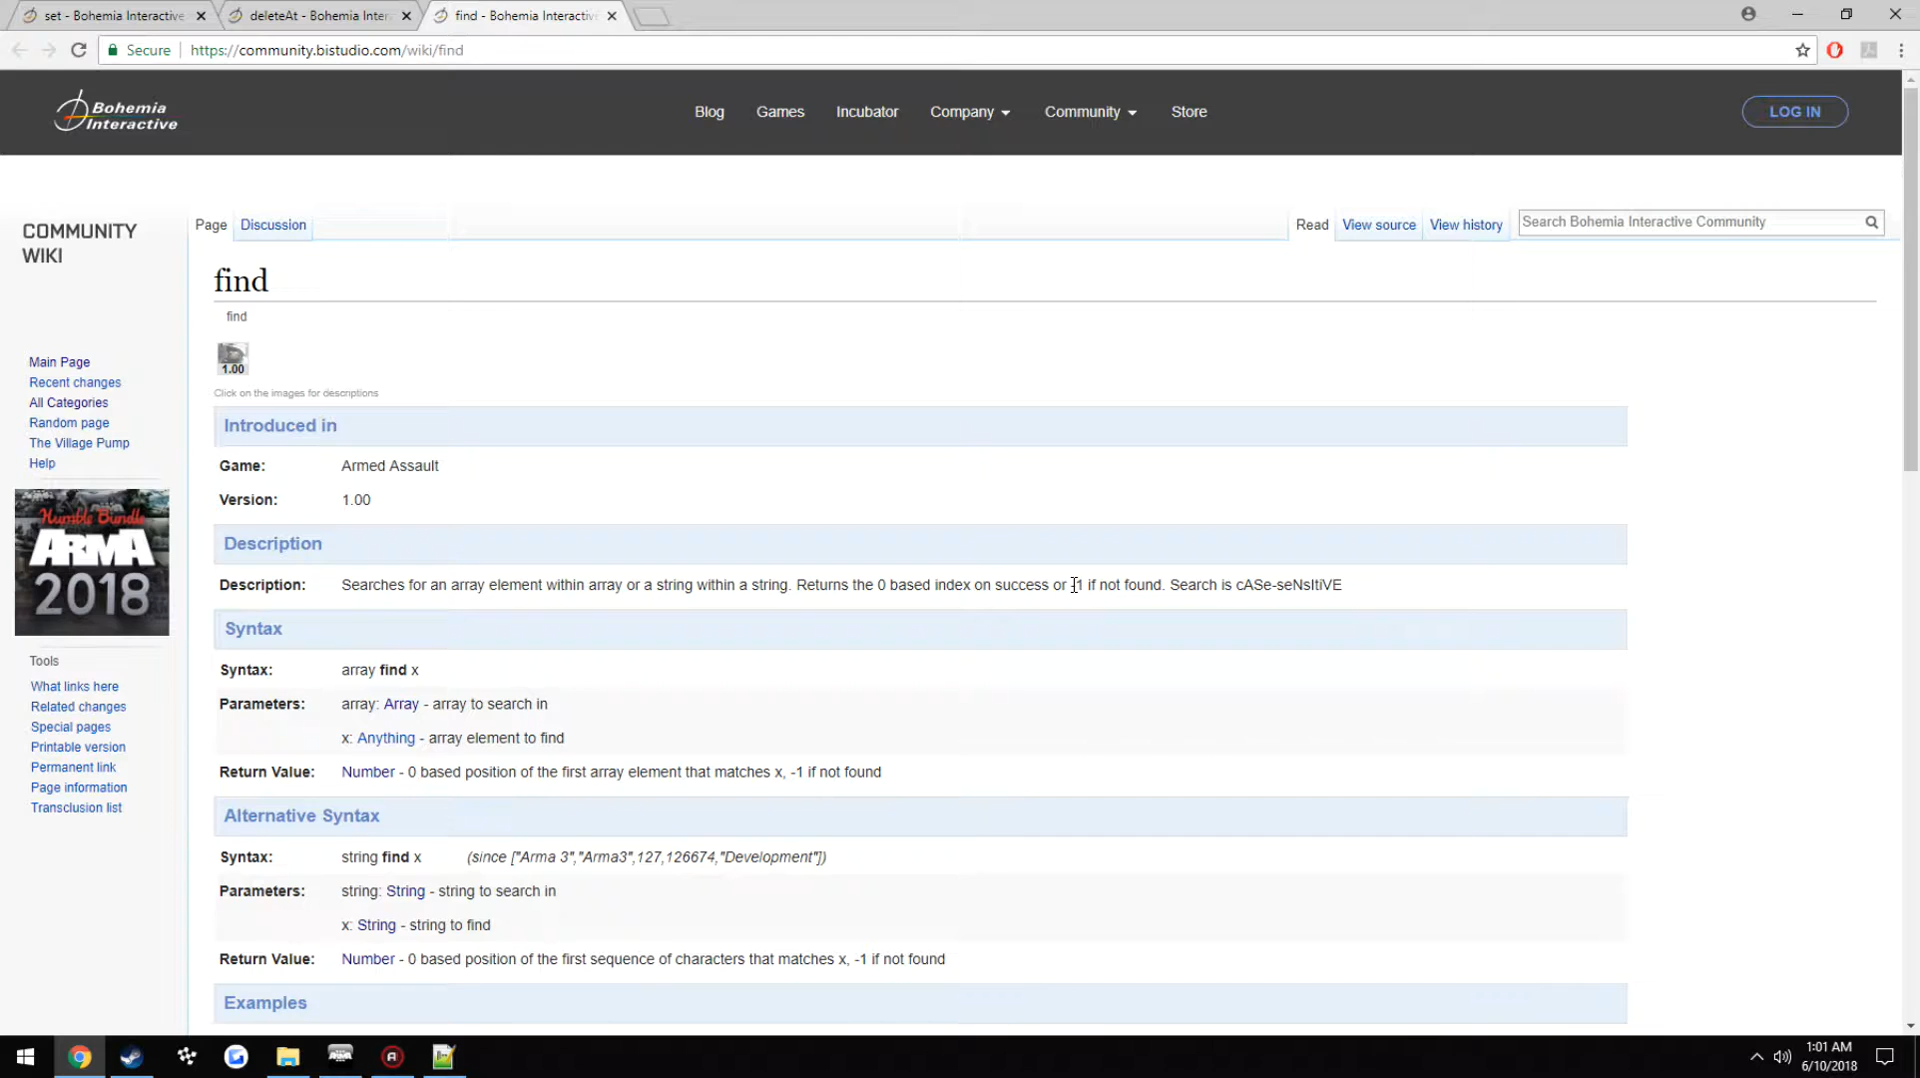 set - Bohemia Interactive
deleteAt - Bohemia Inter
find - Bohemia Interactive
Secure
https://community.bistudio.com/wiki/find
Bohemia
Interactive
Blog
Games
Incubator
Company
Community
Store
LOG IN
COMMUNITY
WIKI
Page
Discussion
Read
View source
View history
Search Bohemia Interactive Community
find
find
1.00
Click on the images for descriptions
Main Page
Recent changes
All Categories
Random page
The Village Pump
Help
Humble Bundle
ARMA
2018
Tools
What links here
Related changes
Special pages
Printable version
Permanent link
Page information
Transclusion list
Introduced in
Game: Armed Assault
Version: 1.00
Description
Description: Searches for an array element within array or a string within a string. Returns the 0 based index on success or -1 if not found. Search is cASe-seNsItiVE
Syntax
Syntax: array find x
Parameters: array: Array - array to search in
x: Anything - array element to find
Return Value: Number - 0 based position of the first array element that matches x, -1 if not found
Alternative Syntax
Syntax: string find x (since ["Arma 3","Arma3",127,126674,"Development"])
Parameters: string: String - string to search in
x: String - string to find
Return Value: Number - 0 based position of the first sequence of characters that matches x, -1 if not found
Examples
ARMA
1:01 AM
6/10/2018